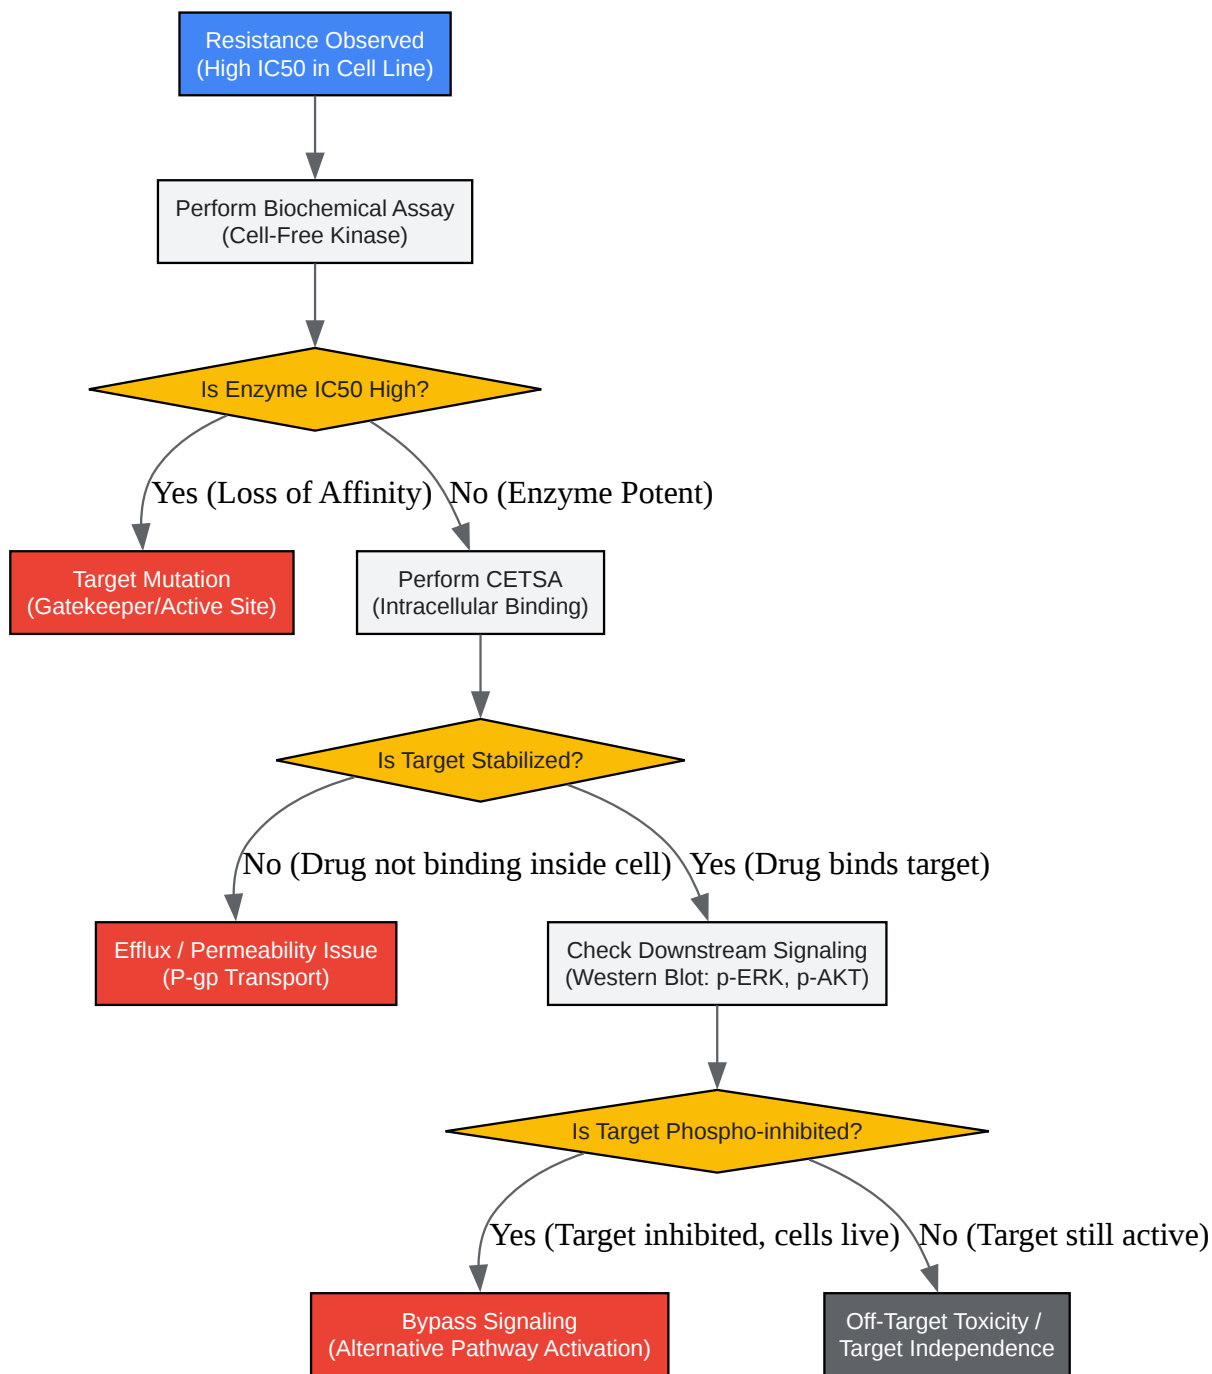 Resistance Observed
(High IC50 in Cell Line)
Perform Biochemical Assay
(Cell-Free Kinase)
Is Enzyme IC50 High?
Yes (Loss of Affinity)
No (Enzyme Potent)
Target Mutation
(Gatekeeper/Active Site)
Perform CETSA
(Intracellular Binding)
Is Target Stabilized?
No (Drug not binding inside cell)
Yes (Drug binds target)
Efflux / Permeability Issue
(P-gp Transport)
Check Downstream Signaling
(Western Blot: p-ERK, p-AKT)
Is Target Phospho-inhibited?
Yes (Target inhibited, cells live)
No (Target still active)
Bypass Signaling
(Alternative Pathway Activation)
Off-Target Toxicity /
Target Independence